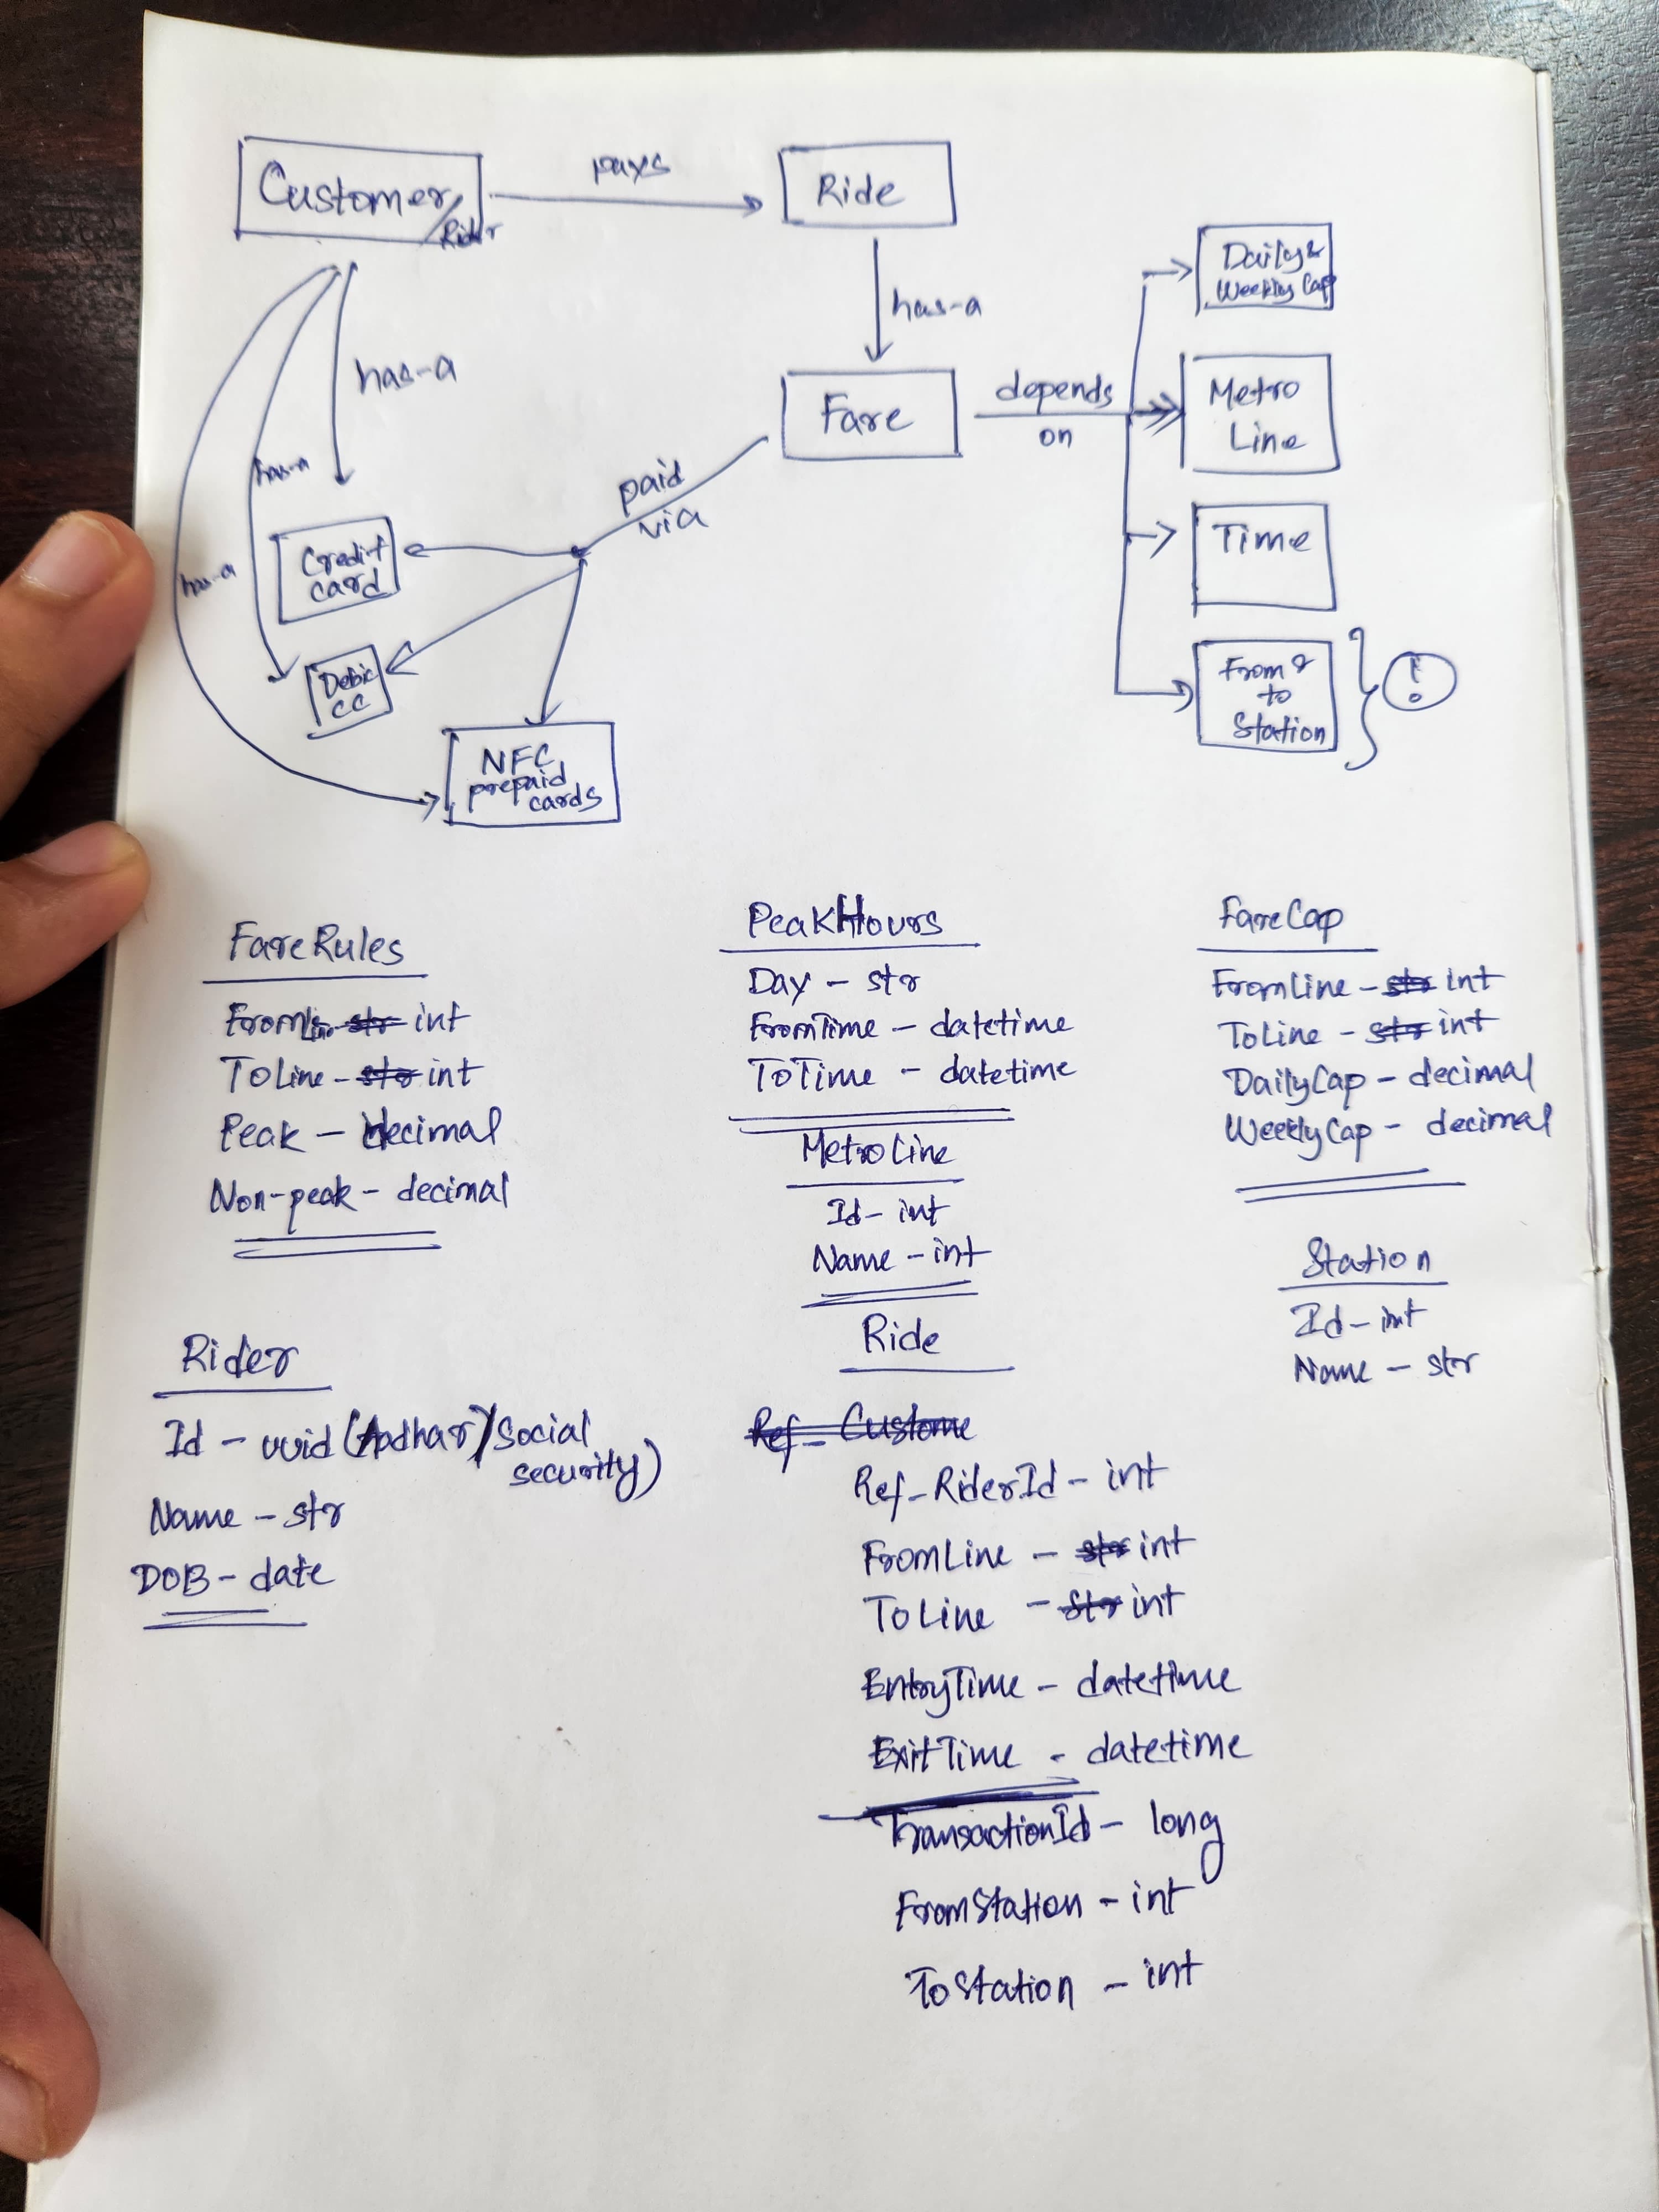 Customer/
Rider
pays
Ride
has-a
Fare
depends
on
Daily &
Weekly Cap
Metro
Line
Time
From &
to
Station
!
paid
via
has-a
has-a
has-a
Credit
card
Debit
CC
NFC
prepaid
cards
FareRules
FromLine - str int
ToLine - str int
Peak - decimal
Non-peak - decimal
PeakHours
Day - str
FromTime - datetime
ToTime - datetime
FareCap
FromLine - str int
ToLine - str int
DailyCap - decimal
WeeklyCap - decimal
MetroLine
Id - int
Name - int
Station
Id - int
Name - str
Rider
Id - uuid (Aadhar/Social
security)
Name - str
DOB - date
Ride
Ref - Custome
Ref-RiderId - int
FromLine - str int
ToLine - str int
EntryTime - datetime
ExitTime - datetime
TransactionId - long
FromStation - int
ToStation - int